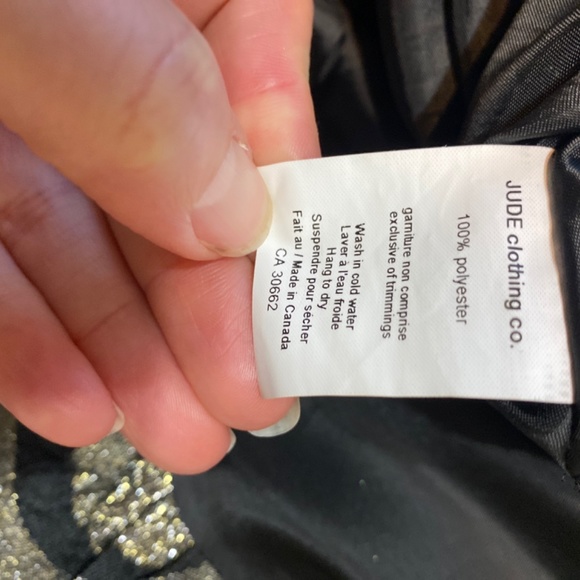 JUDE clothing co.
100% polyester
garniture non comprise
exclusive of trimmings
Wash in cold water
Laver à l'eau froide
Hang to dry
Suspendre pour sécher
Fait au / Made in Canada
CA 30662